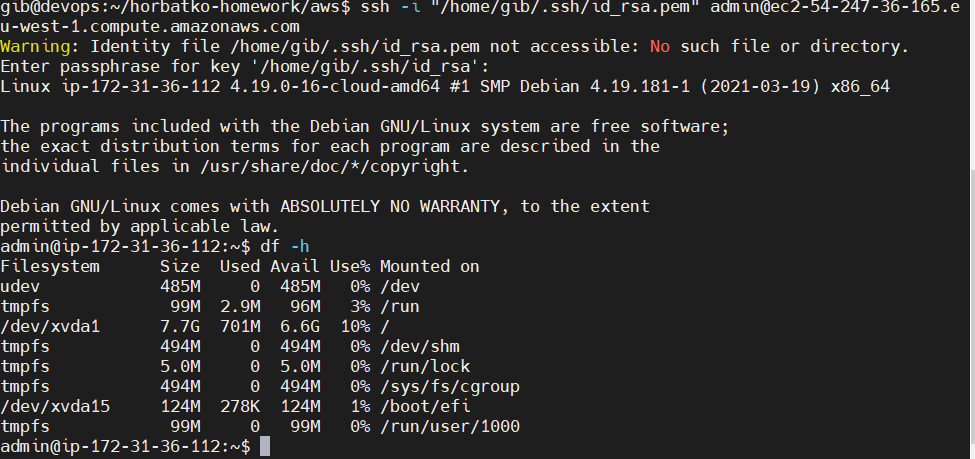 gib@devops:~/horbatko-homework/aws$ ssh -i "/home/gib/.ssh/id_rsa.pem" admin@ec2-54-247-36-165.e
u-west-1.compute.amazonaws.com
Warning: Identity file /home/gib/.ssh/id_rsa.pem not accessible: No such file or directory.
Enter passphrase for key '/home/gib/.ssh/id_rsa':
Linux ip-172-31-36-112 4.19.0-16-cloud-amd64 #1 SMP Debian 4.19.181-1 (2021-03-19) x86_64

The programs included with the Debian GNU/Linux system are free software;
the exact distribution terms for each program are described in the
individual files in /usr/share/doc/*/copyright.

Debian GNU/Linux comes with ABSOLUTELY NO WARRANTY, to the extent
permitted by applicable law.
admin@ip-172-31-36-112:~$ df -h
Filesystem      Size  Used Avail Use% Mounted on
udev            485M     0  485M   0% /dev
tmpfs            99M  2.9M   96M   3% /run
/dev/xvda1      7.7G  701M  6.6G  10% /
tmpfs           494M     0  494M   0% /dev/shm
tmpfs           5.0M     0  5.0M   0% /run/lock
tmpfs           494M     0  494M   0% /sys/fs/cgroup
/dev/xvda15     124M  278K  124M   1% /boot/efi
tmpfs            99M     0   99M   0% /run/user/1000
admin@ip-172-31-36-112:~$